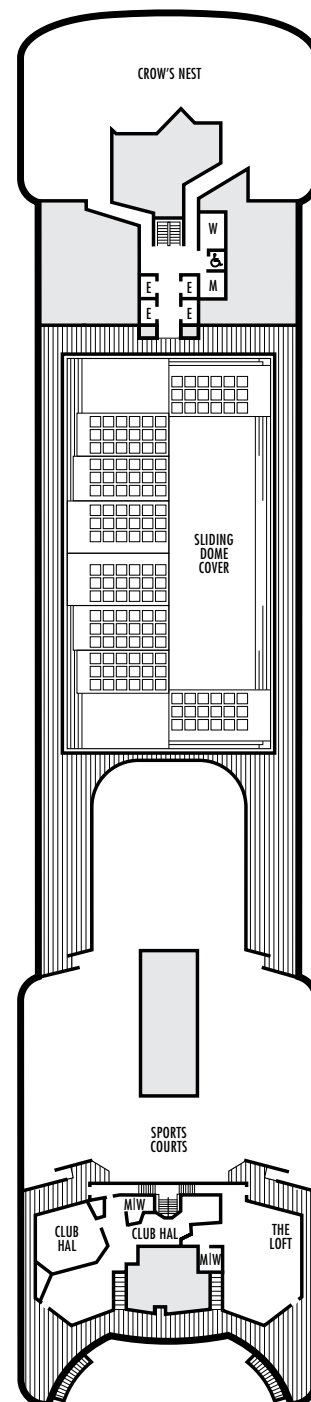 CROW'S NEST
W
M
E
E
E
E
SLIDING
DOME
COVER
SPORTS
COURTS
M|W
CLUB
HAL
CLUB HAL
THE
LOFT
M|W